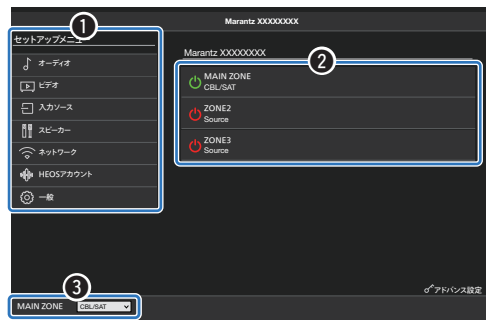 Marantz XXXXXXXX
1
セットアップメニュー
オーディオ
ビデオ
入力ソース
スピーカー
ネットワーク
HEOSアカウント
一般
Marantz XXXXXXXX
2
MAIN ZONE
CBL/SAT
ZONE2
Source
ZONE3
Source
アドバンス設定
3
MAIN ZONE CBL/SAT